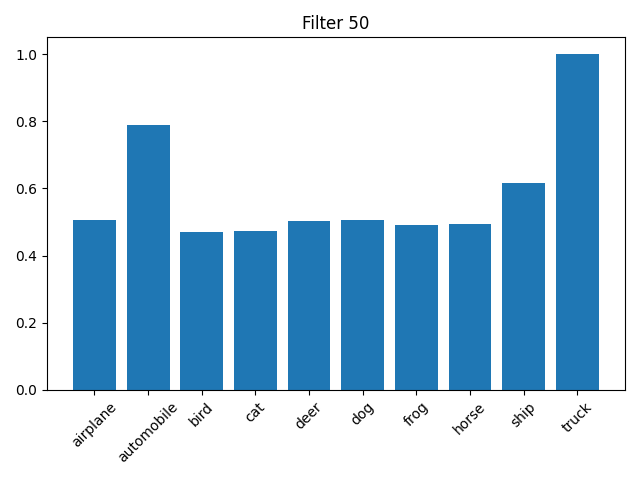 Filter 50
1.0
0.8
0.6
0.4
0.2
0.0
airplane
automobile
bird
cat
deer
dog
frog
horse
ship
truck